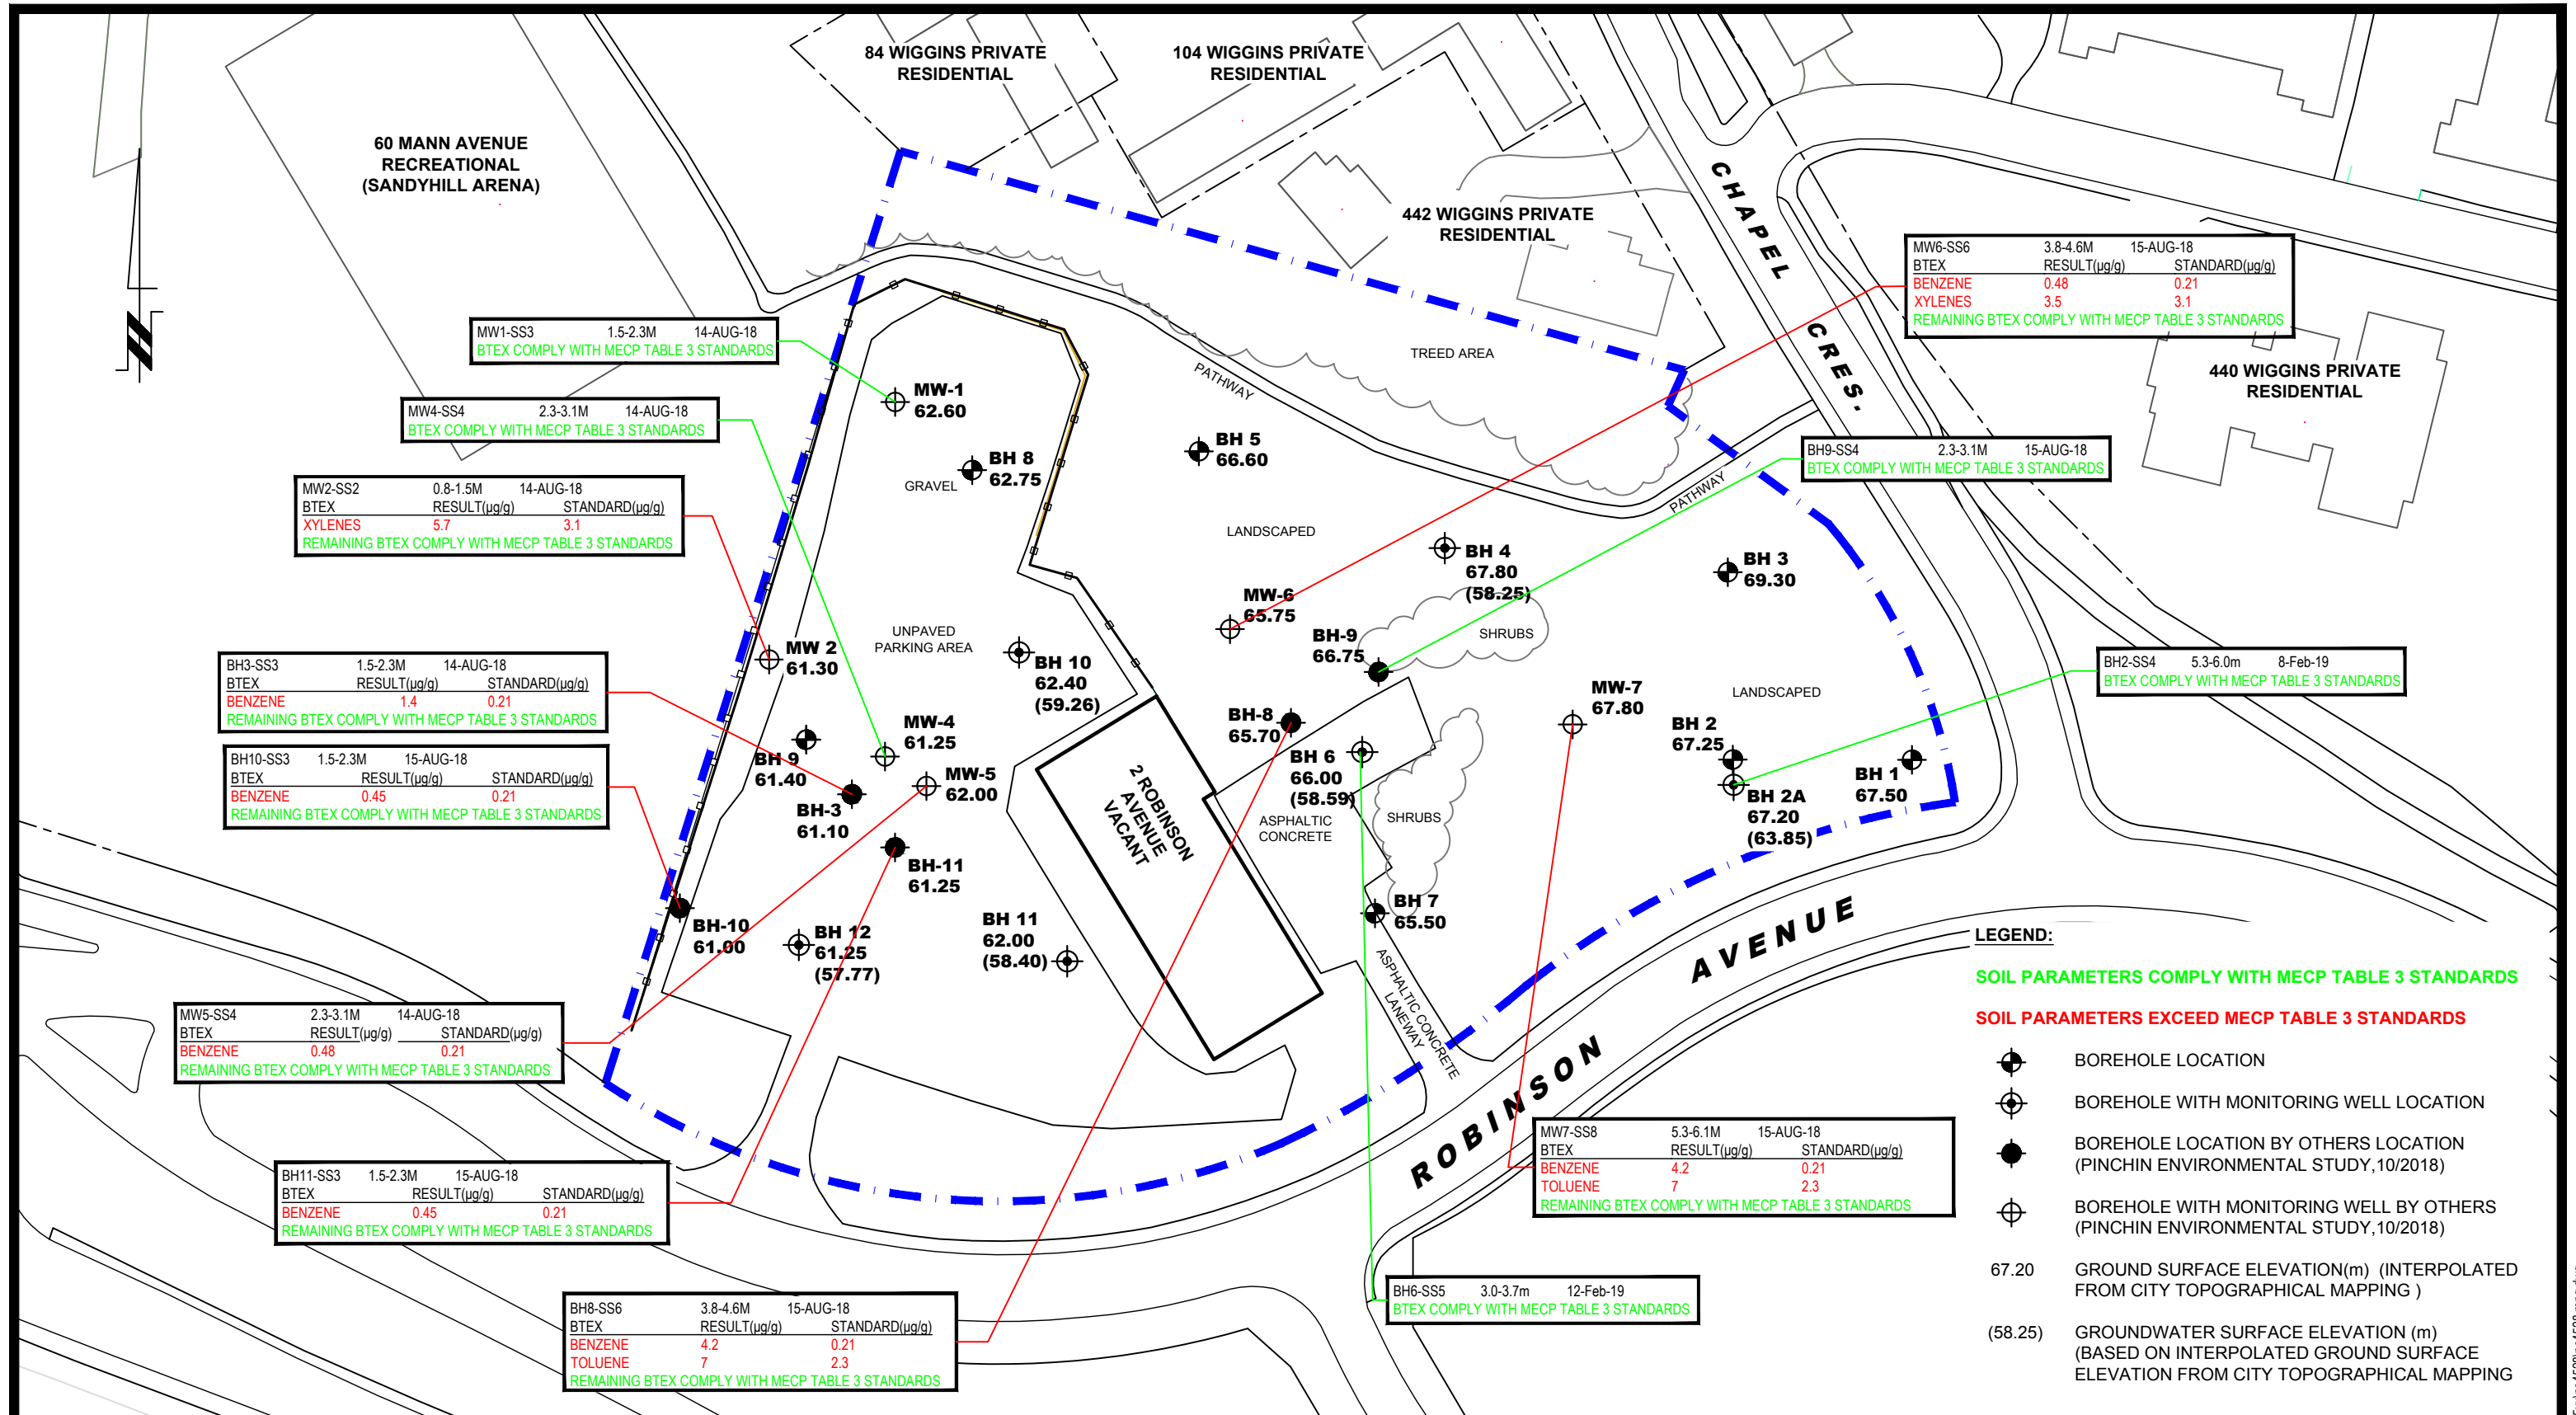 84 WIGGINS PRIVATE
RESIDENTIAL
104 WIGGINS PRIVATE
RESIDENTIAL
60 MANN AVENUE
RECREATIONAL
(SANDYHILL ARENA)
442 WIGGINS PRIVATE
RESIDENTIAL
CHAPEL CRES.
MW6-SS6 3.8-4.6M 15-AUG-18
BTEX RESULT(µg/g) STANDARD(µg/g)
BENZENE 0.48 0.21
XYLENES 3.5 3.1
REMAINING BTEX COMPLY WITH MECP TABLE 3 STANDARDS
440 WIGGINS PRIVATE
RESIDENTIAL
MW1-SS3 1.5-2.3M 14-AUG-18
BTEX COMPLY WITH MECP TABLE 3 STANDARDS
TREED AREA
PATHWAY
MW-1
62.60
MW4-SS4 2.3-3.1M 14-AUG-18
BTEX COMPLY WITH MECP TABLE 3 STANDARDS
BH 5
66.60
BH 8
62.75
GRAVEL
BH9-SS4 2.3-3.1M 15-AUG-18
BTEX COMPLY WITH MECP TABLE 3 STANDARDS
PATHWAY
MW2-SS2 0.8-1.5M 14-AUG-18
BTEX RESULT(µg/g) STANDARD(µg/g)
XYLENES 5.7 3.1
REMAINING BTEX COMPLY WITH MECP TABLE 3 STANDARDS
LANDSCAPED
BH 4
67.80
(58.25)
BH 3
69.30
MW-6
65.75
UNPAVED
PARKING AREA
BH-9
66.75
SHRUBS
MW 2
61.30
BH 10
62.40
(59.26)
BH3-SS3 1.5-2.3M 14-AUG-18
BTEX RESULT(µg/g) STANDARD(µg/g)
BENZENE 1.4 0.21
REMAINING BTEX COMPLY WITH MECP TABLE 3 STANDARDS
BH2-SS4 5.3-6.0m 8-Feb-19
BTEX COMPLY WITH MECP TABLE 3 STANDARDS
MW-7
67.80
LANDSCAPED
BH-8
65.70
MW-4
61.25
BH 2
67.25
BH 9
61.40
BH10-SS3 1.5-2.3M 15-AUG-18
BTEX RESULT(µg/g) STANDARD(µg/g)
BENZENE 0.45 0.21
REMAINING BTEX COMPLY WITH MECP TABLE 3 STANDARDS
BH 6
66.00
(58.59)
MW-5
62.00
BH 1
67.50
2 ROBINSON
AVENUE
VACANT
BH 2A
67.20
(63.85)
BH-3
61.10
ASPHALTIC
CONCRETE
SHRUBS
BH-11
61.25
BH 7
65.50
BH-10
61.00
BH 12
61.25
(57.77)
BH 11
62.00
(58.40)
ASPHALTIC CONCRETE
LANEWAY
ROBINSON AVENUE
MW5-SS4 2.3-3.1M 14-AUG-18
BTEX RESULT(µg/g) STANDARD(µg/g)
BENZENE 0.48 0.21
REMAINING BTEX COMPLY WITH MECP TABLE 3 STANDARDS
BH11-SS3 1.5-2.3M 15-AUG-18
BTEX RESULT(µg/g) STANDARD(µg/g)
BENZENE 0.45 0.21
REMAINING BTEX COMPLY WITH MECP TABLE 3 STANDARDS
MW7-SS8 5.3-6.1M 15-AUG-18
BTEX RESULT(µg/g) STANDARD(µg/g)
BENZENE 4.2 0.21
TOLUENE 7 2.3
REMAINING BTEX COMPLY WITH MECP TABLE 3 STANDARDS
BH6-SS5 3.0-3.7m 12-Feb-19
BTEX COMPLY WITH MECP TABLE 3 STANDARDS
BH8-SS6 3.8-4.6M 15-AUG-18
BTEX RESULT(µg/g) STANDARD(µg/g)
BENZENE 4.2 0.21
TOLUENE 7 2.3
REMAINING BTEX COMPLY WITH MECP TABLE 3 STANDARDS
LEGEND:
SOIL PARAMETERS COMPLY WITH MECP TABLE 3 STANDARDS
SOIL PARAMETERS EXCEED MECP TABLE 3 STANDARDS
BOREHOLE LOCATION
BOREHOLE WITH MONITORING WELL LOCATION
BOREHOLE LOCATION BY OTHERS LOCATION
(PINCHIN ENVIRONMENTAL STUDY,10/2018)
BOREHOLE WITH MONITORING WELL BY OTHERS
(PINCHIN ENVIRONMENTAL STUDY,10/2018)
67.20 GROUND SURFACE ELEVATION(m) (INTERPOLATED
FROM CITY TOPOGRAPHICAL MAPPING )
(58.25) GROUNDWATER SURFACE ELEVATION (m)
(BASED ON INTERPOLATED GROUND SURFACE
ELEVATION FROM CITY TOPOGRAPHICAL MAPPING